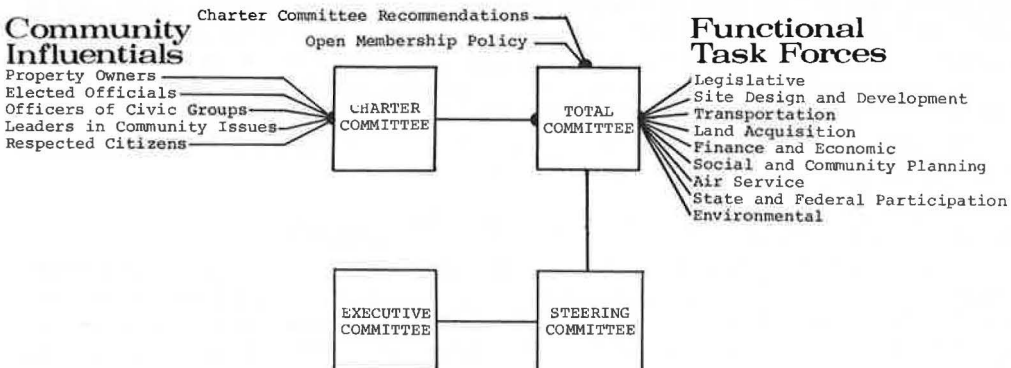 Community
Influentials
Property Owners
Elected Officials
Officers of Civic Groups
Leaders in Community Issues
Respected Citizens
Charter Committee Recommendations
Open Membership Policy
CHARTER
COMMITTEE
TOTAL
COMMITTEE
Functional
Task Forces
Legislative
Site Design and Development
Transportation
Land Acquisition
Finance and Economic
Social and Community Planning
Air Service
State and Federal Participation
Environmental
EXECUTIVE
COMMITTEE
STEERING
COMMITTEE